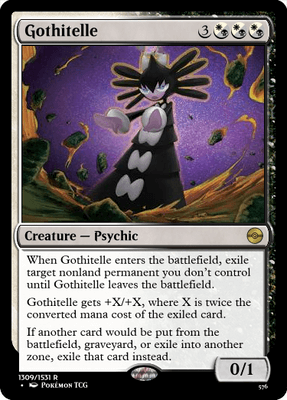 Gothitelle 3
Creature — Psychic
When Gothitelle enters the battlefield, exile
target nonland permanent you don't control
until Gothitelle leaves the battlefield.
Gothitelle gets +X/+X, where X is twice the
converted mana cost of the exiled card.
If another card would be put from the
battlefield, graveyard, or exile into another
zone, exile that card instead.
0/1
1309/1531 R
• Pokémon TCG
576